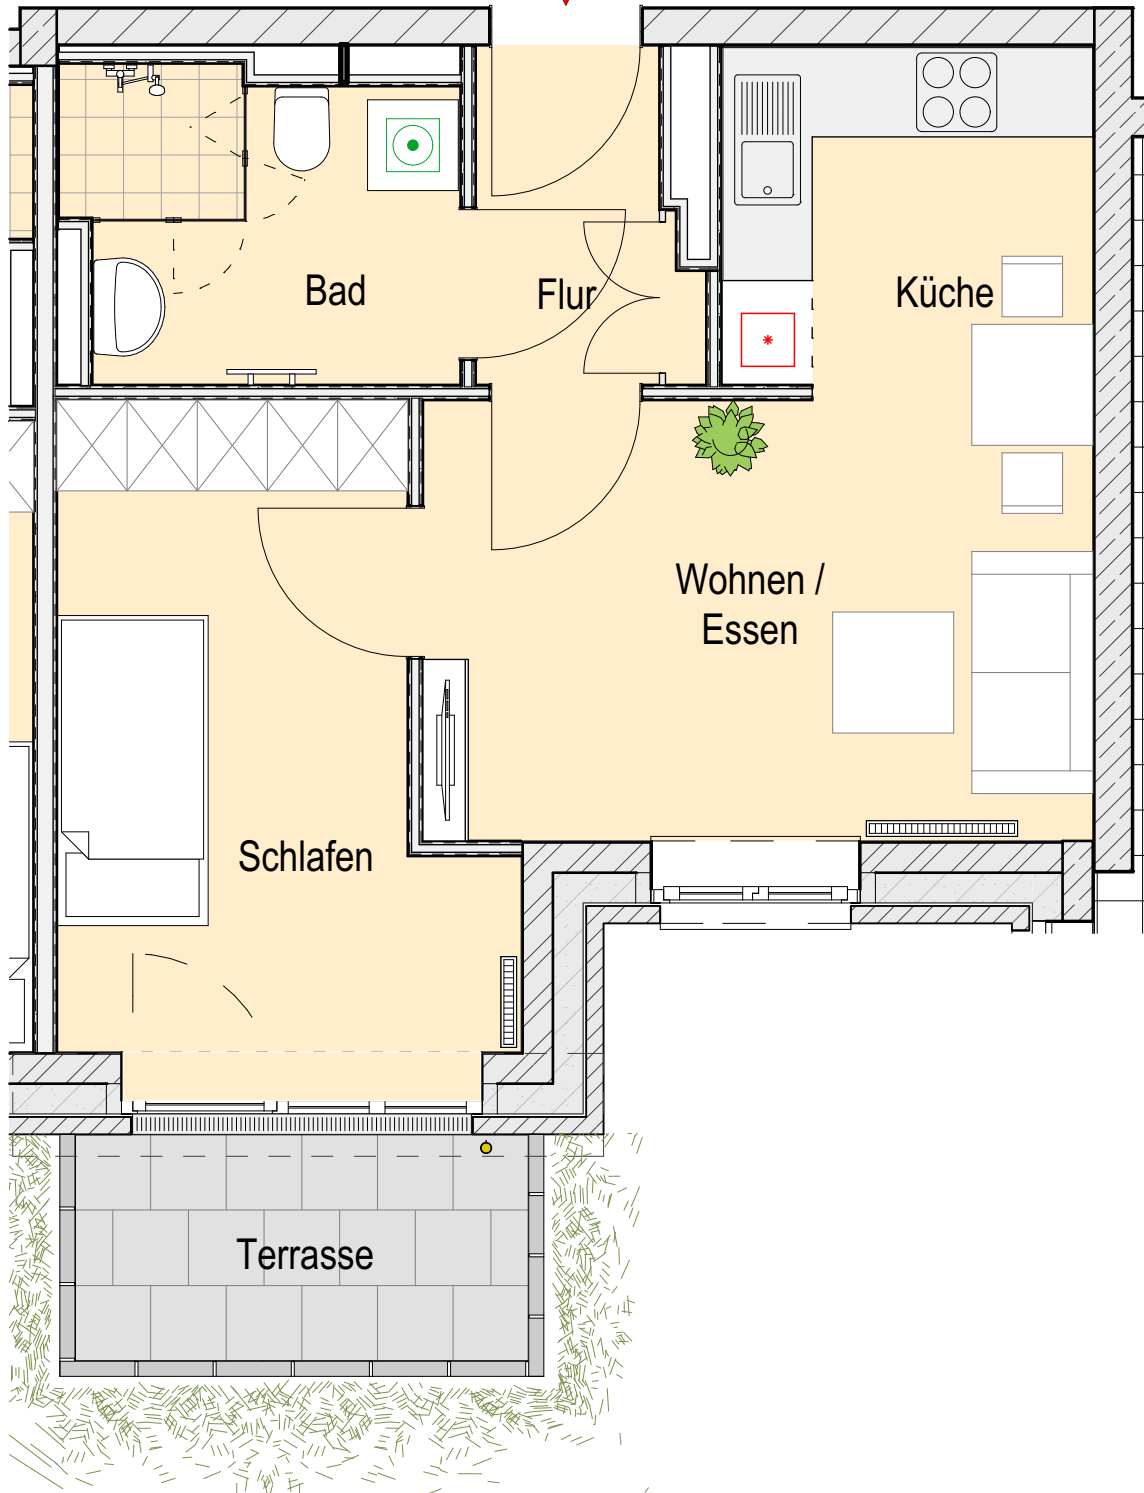 Bad
Flur
Küche
Wohnen /
Essen
Schlafen
Terrasse